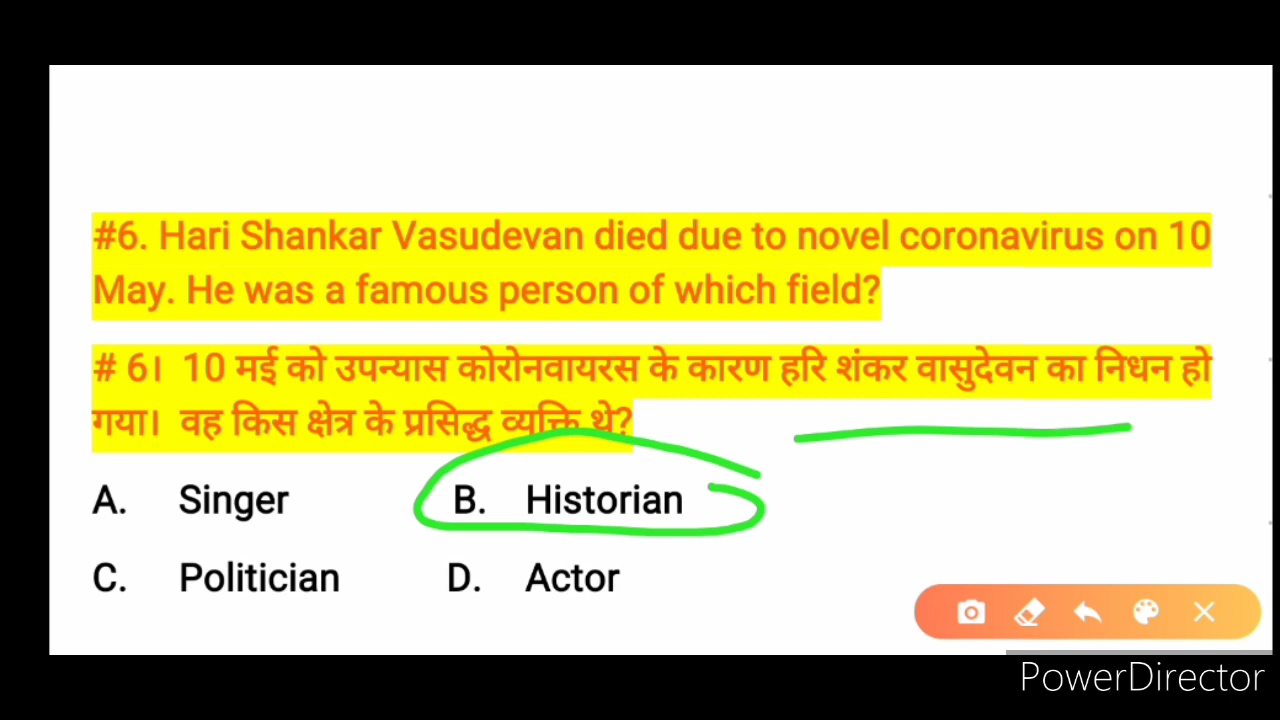 #6. Hari Shankar Vasudevan died due to novel coronavirus on 10
May. He was a famous person of which field?
# 6। 10 मई को उपन्यास कोरोनवायरस के कारण हरि शंकर वासुदेवन का निधन हो
गया। वह किस क्षेत्र के प्रसिद्ध व्यक्ति थे?
A. Singer B. Historian
C. Politician D. Actor
PowerDirector